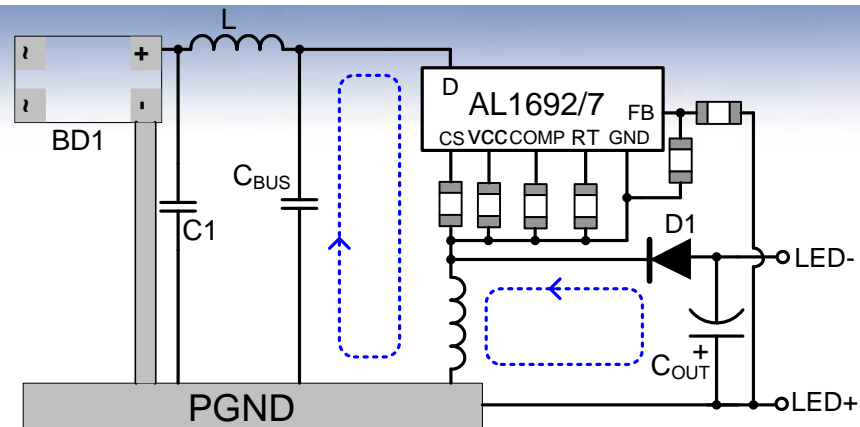 L
~ +
~ -
BD1
C1
CBUS
D
AL1692/7
FB
CS VCC COMP RT GND
D1
LED-
COUT
+
PGND
LED+